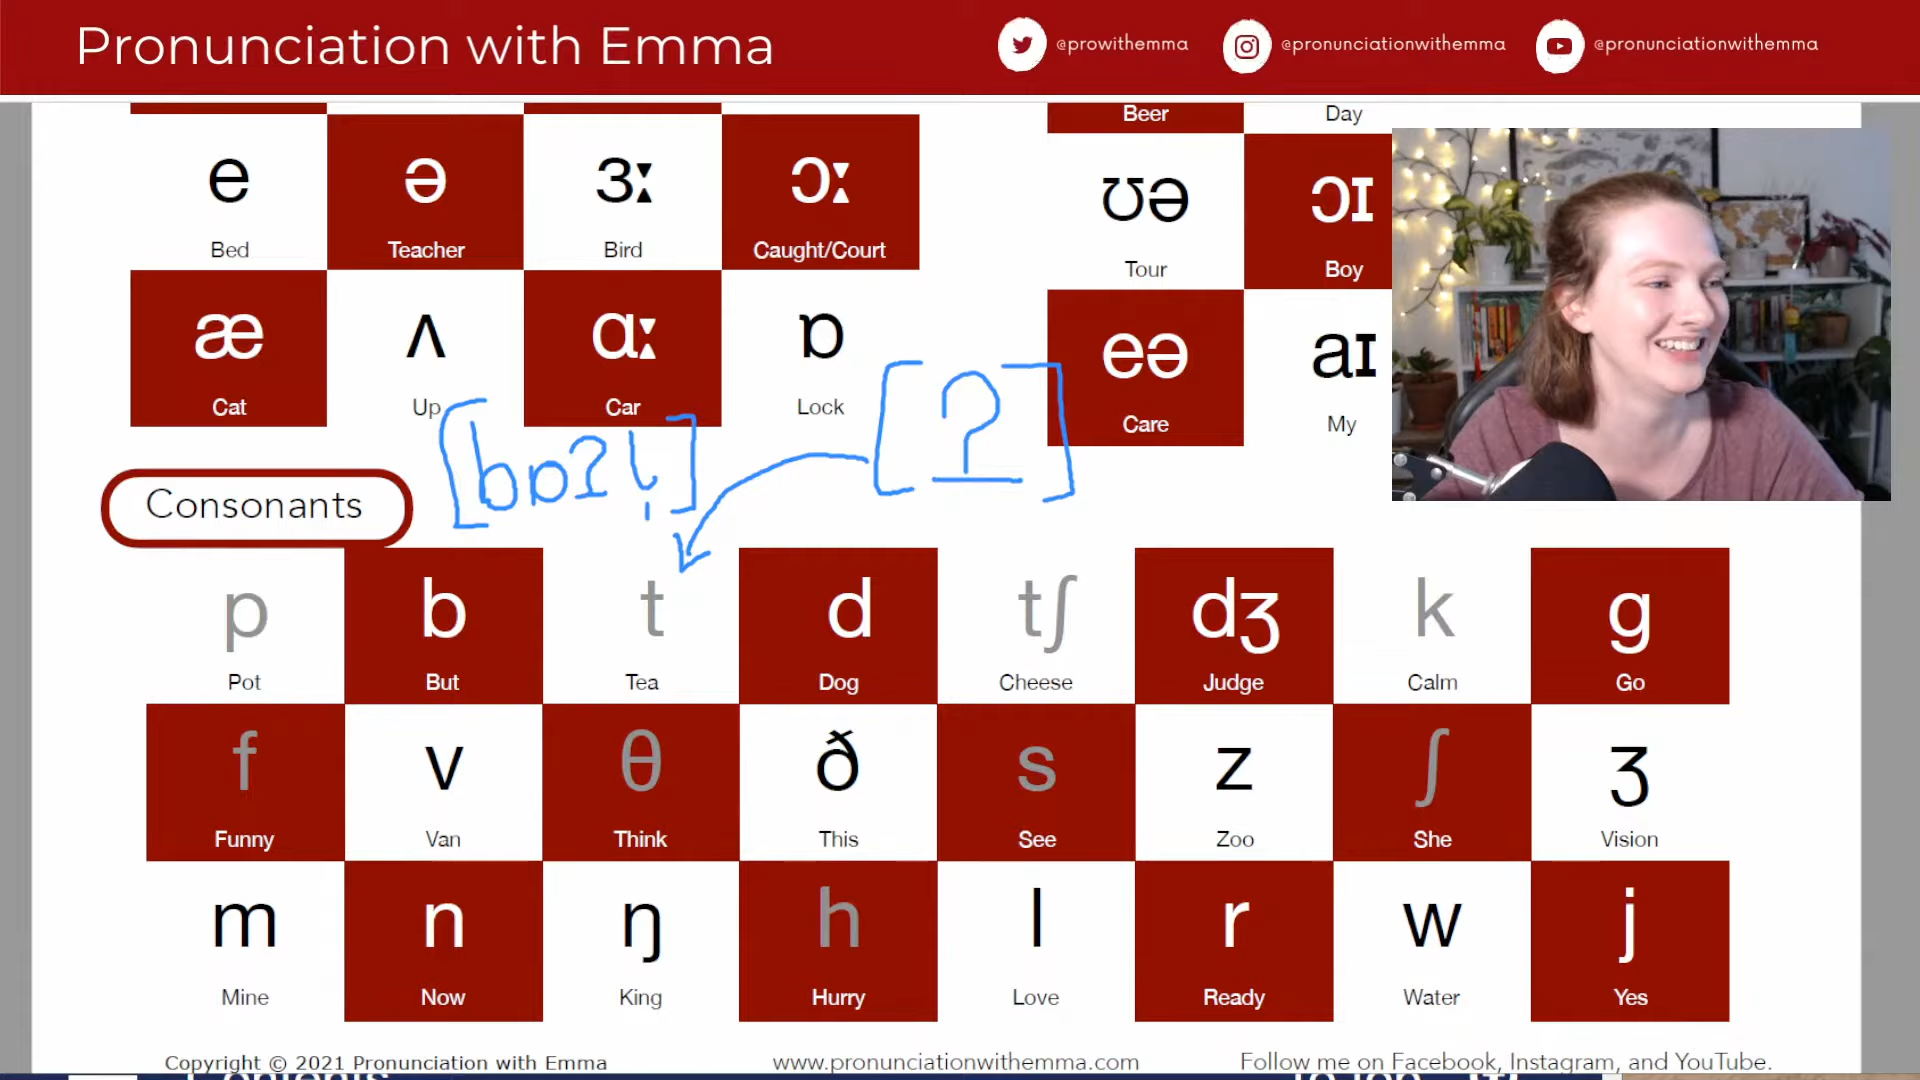 Pronunciation with Emma
@prowithemma @pronunciationwithemma @pronunciationwithemma
Beer Day
e ə ɜː ɔː
Bed Teacher Bird Caught/Court
ʊə ɔɪ
Tour Boy
æ ʌ ɑː ɒ
Cat Up Car Lock
eə aɪ
Care My
[ʔ]
[bɒʔl̩]
Consonants
p b t d tʃ dʒ k g
Pot But Tea Dog Cheese Judge Calm Go
f v θ ð s z ʃ ʒ
Funny Van Think This See Zoo She Vision
m n ŋ h l r w j
Mine Now King Hurry Love Ready Water Yes
Copyright © 2021 Pronunciation with Emma www.pronunciationwithemma.com Follow me on Facebook, Instagram, and YouTube.